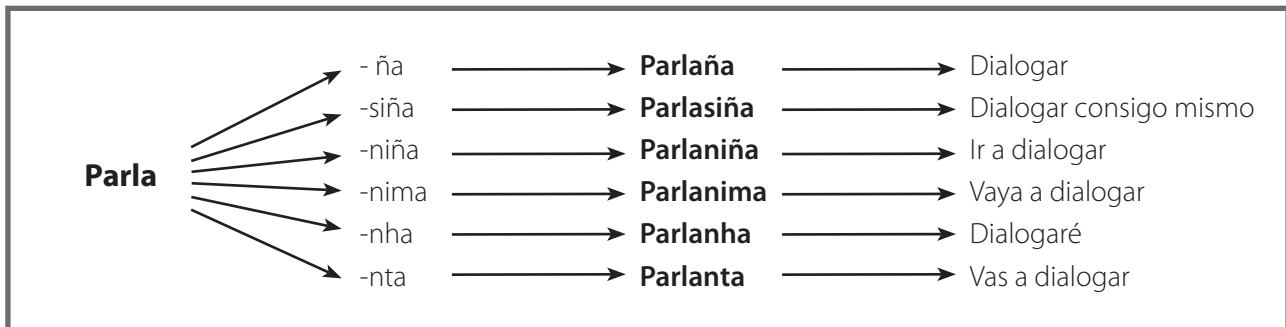 - ña Parlaña Dialogar
-siña Parlasiña Dialogar consigo mismo
-niña Parlaniña Ir a dialogar
Parla
-nima Parlanima Vaya a dialogar
-nha Parlanha Dialogaré
-nta Parlanta Vas a dialogar